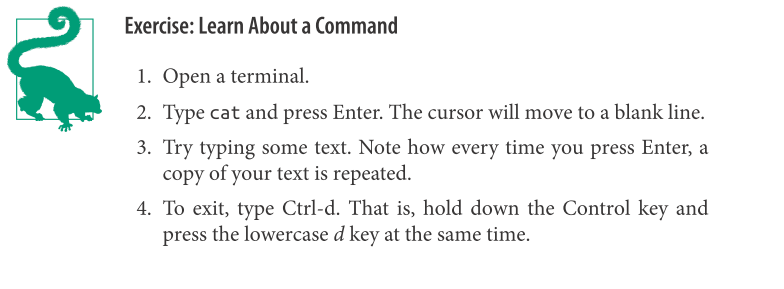 Exercise: Learn About a Command
1. Open a terminal.
2. Type cat and press Enter. The cursor will move to a blank line.
3. Try typing some text. Note how every time you press Enter, a
copy of your text is repeated.
4. To exit, type Ctrl-d. That is, hold down the Control key and
press the lowercase d key at the same time.